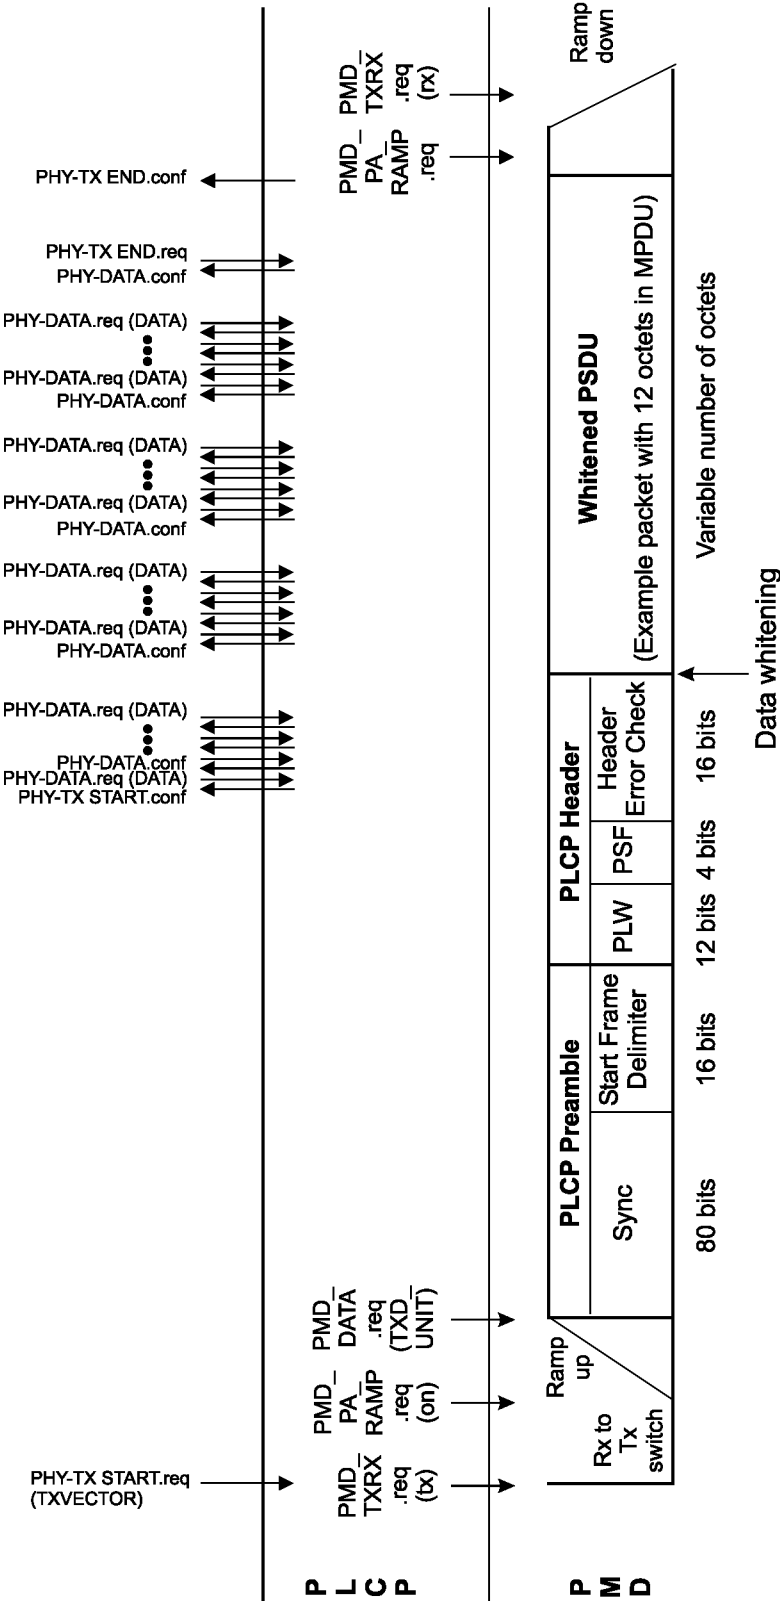 Ramp
down
PMD_
TXRX
.req
(rx)
PMD_
PA_
RAMP
.req
PHY-TX END.conf
PHY-TX END.req
PHY-DATA.conf
PHY-DATA.req (DATA)
PHY-DATA.req (DATA)
PHY-DATA.conf
PHY-DATA.req (DATA)
PHY-DATA.req (DATA)
PHY-DATA.conf
PHY-DATA.req (DATA)
PHY-DATA.req (DATA)
PHY-DATA.conf
PHY-DATA.req (DATA)
PHY-DATA.conf
PHY-DATA.req (DATA)
PHY-TX START.conf
Whitened PSDU
(Example packet with 12 octets in MPDU)
Variable number of octets
Data whitening
PLCP Header
Header
Error Check
16 bits
PSF
4 bits
PLW
12 bits
PLCP Preamble
Start Frame
Delimiter
16 bits
Sync
80 bits
PMD_
DATA
.req
(TXD_
UNIT)
Ramp
up
PMD_
PA_
RAMP
.req
(on)
Rx to
Tx
switch
PMD_
TXRX
.req
(tx)
PHY-TX START.req
(TXVECTOR)
PLCP
PMD